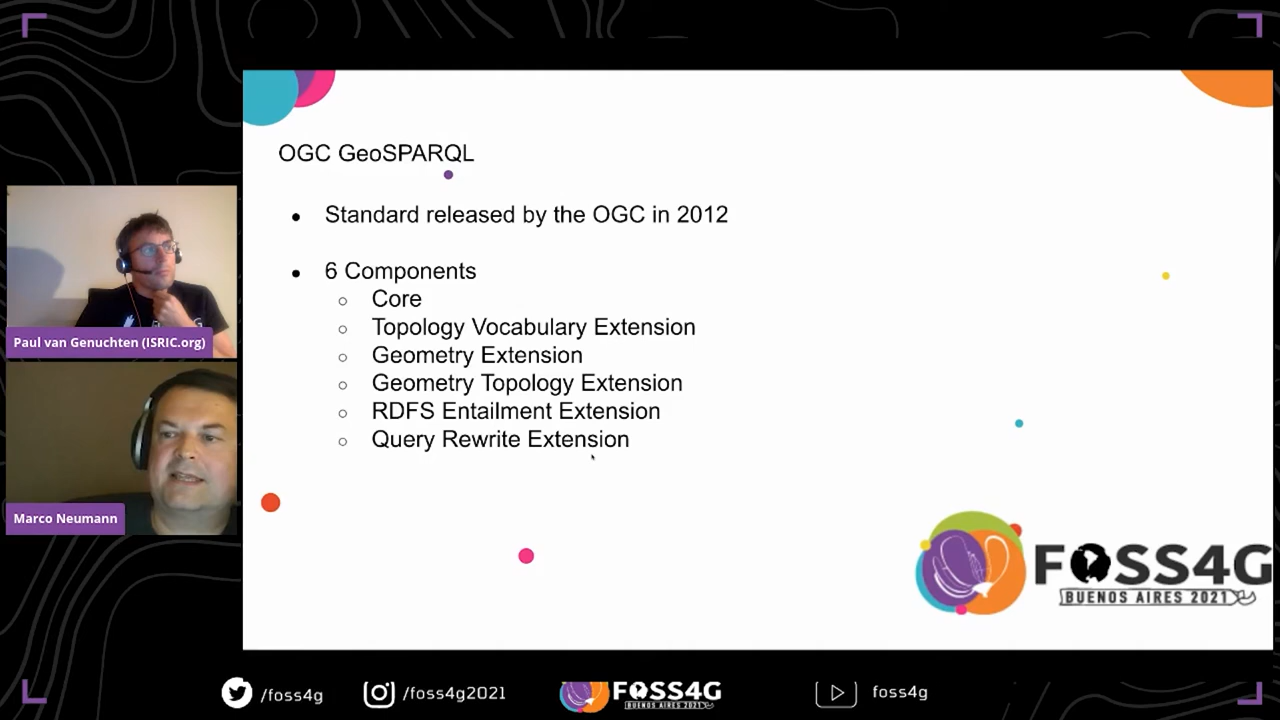 OGC GeoSPARQL
Standard released by the OGC in 2012
6 Components
Core
Topology Vocabulary Extension
Geometry Extension
Geometry Topology Extension
RDFS Entailment Extension
Query Rewrite Extension
Paul van Genuchten (ISRIC.org)
Marco Neumann
FOSS4G
BUENOS AIRES 2021
/foss4g
/foss4g2021
FOSS4G
BUENOS AIRES 2021
foss4g